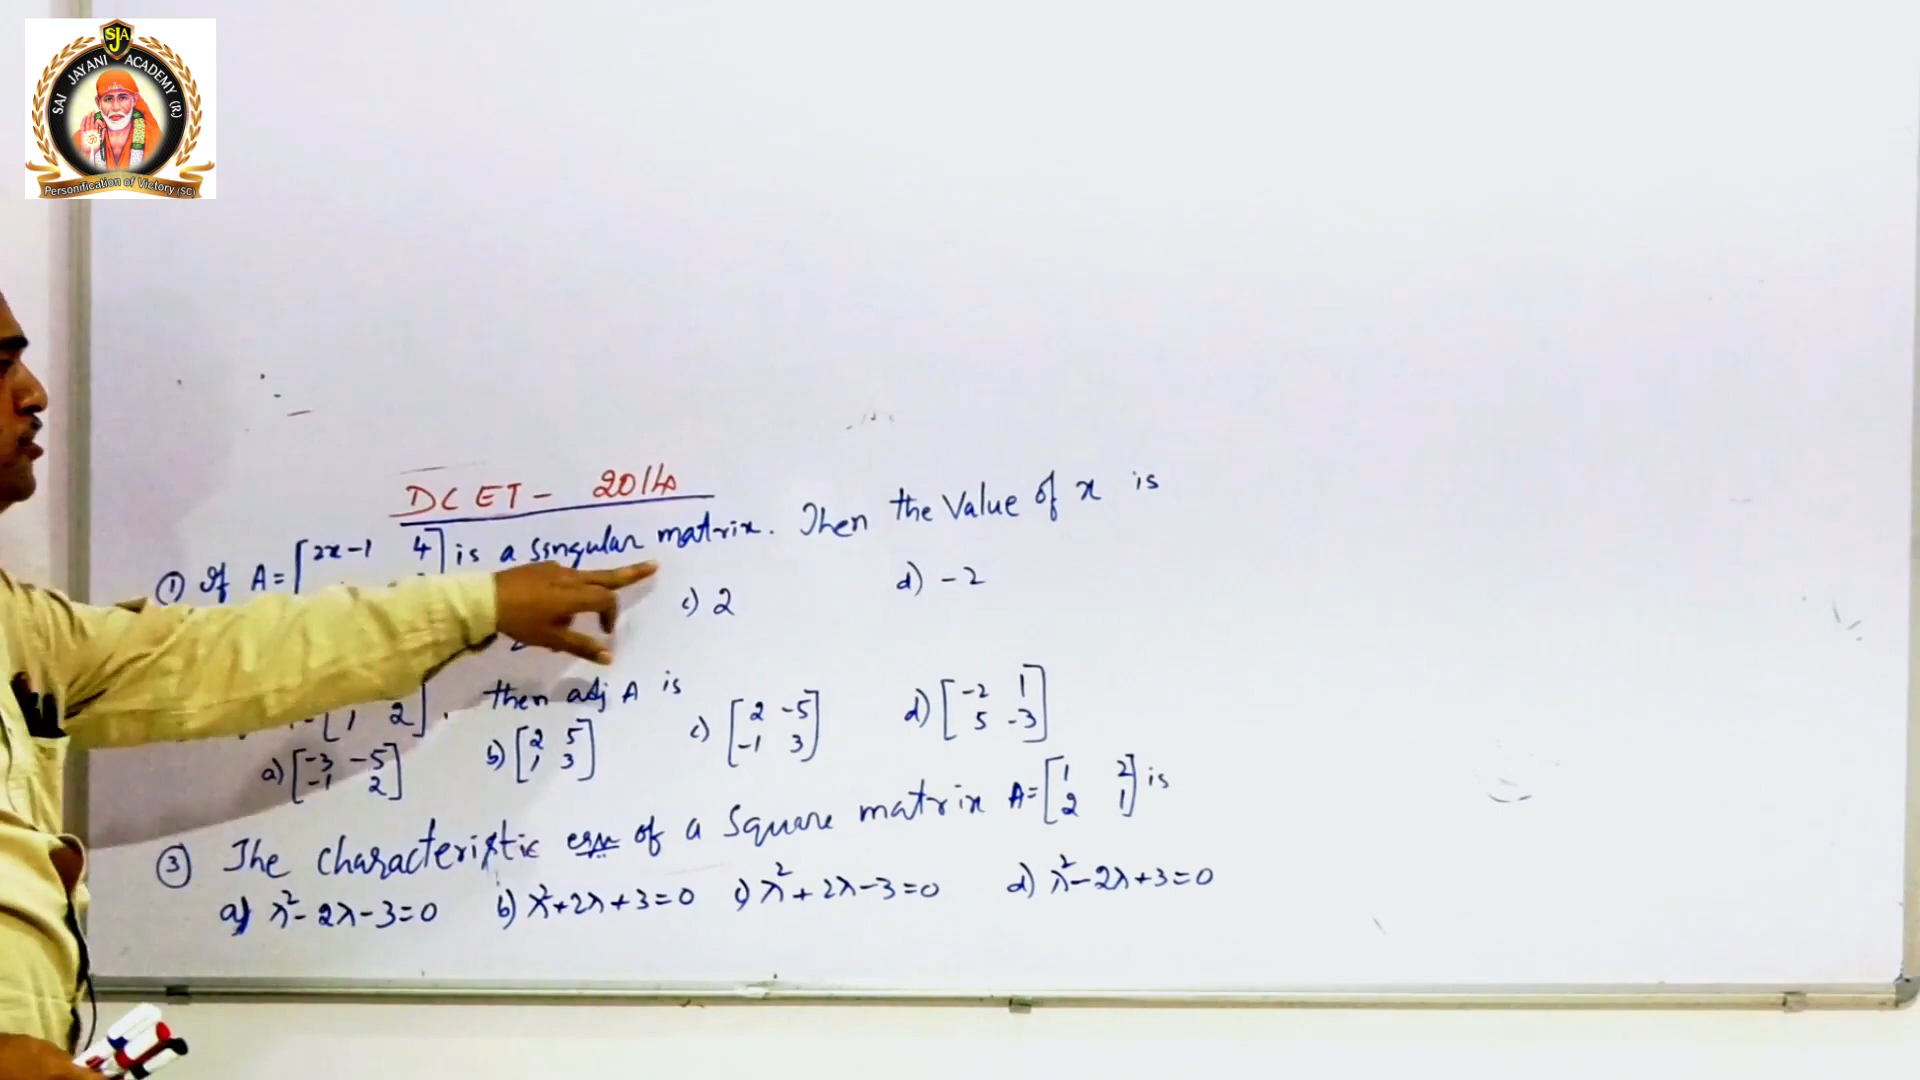 SJA
SAI JAYANI ACADEMY (R)
Personification of Victory (SC)
DCET - 2014
① If A = [2x-1 4] is a singular matrix. Then the Value of x is
c) 2 d) -2
[1 2]. then adj A is
a) [-3 -5 b) [2 5 c) [2 -5 d) [-2 1
-1 2] 1 3] -1 3] 5 -3]
③ The characteristic eqn of a Square matrix A = [1 2 is
2 1]
a) λ²-2λ-3=0 b) λ²+2λ+3=0 c) λ²+2λ-3=0 d) λ²-2λ+3=0